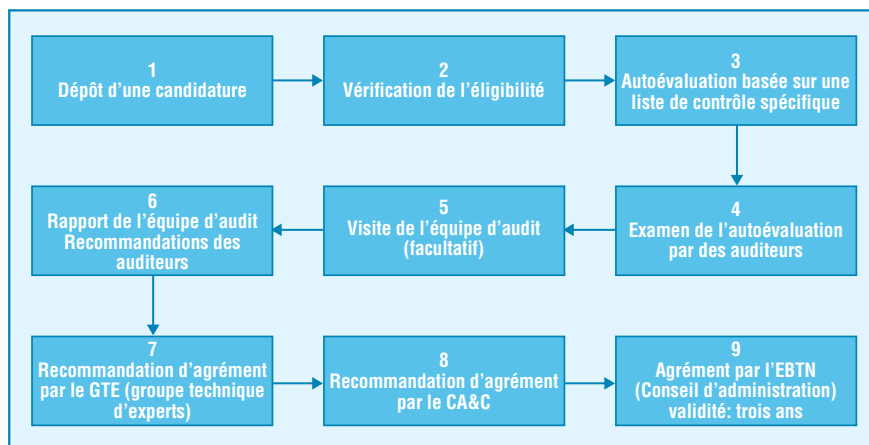 1
Dépôt d'une candidature
2
Vérification de l'éligibilité
3
Autoévaluation basée sur une
liste de contrôle spécifique
4
Examen de l'autoévaluation
par des auditeurs
5
Visite de l'équipe d'audit
(facultatif)
6
Rapport de l'équipe d'audit
Recommandations des
auditeurs
7
Recommandation d'agrément
par le GTE (groupe technique
d'experts)
8
Recommandation d'agrément
par le CA&C
9
Agrément par l'EBTN
(Conseil d'administration)
validité: trois ans